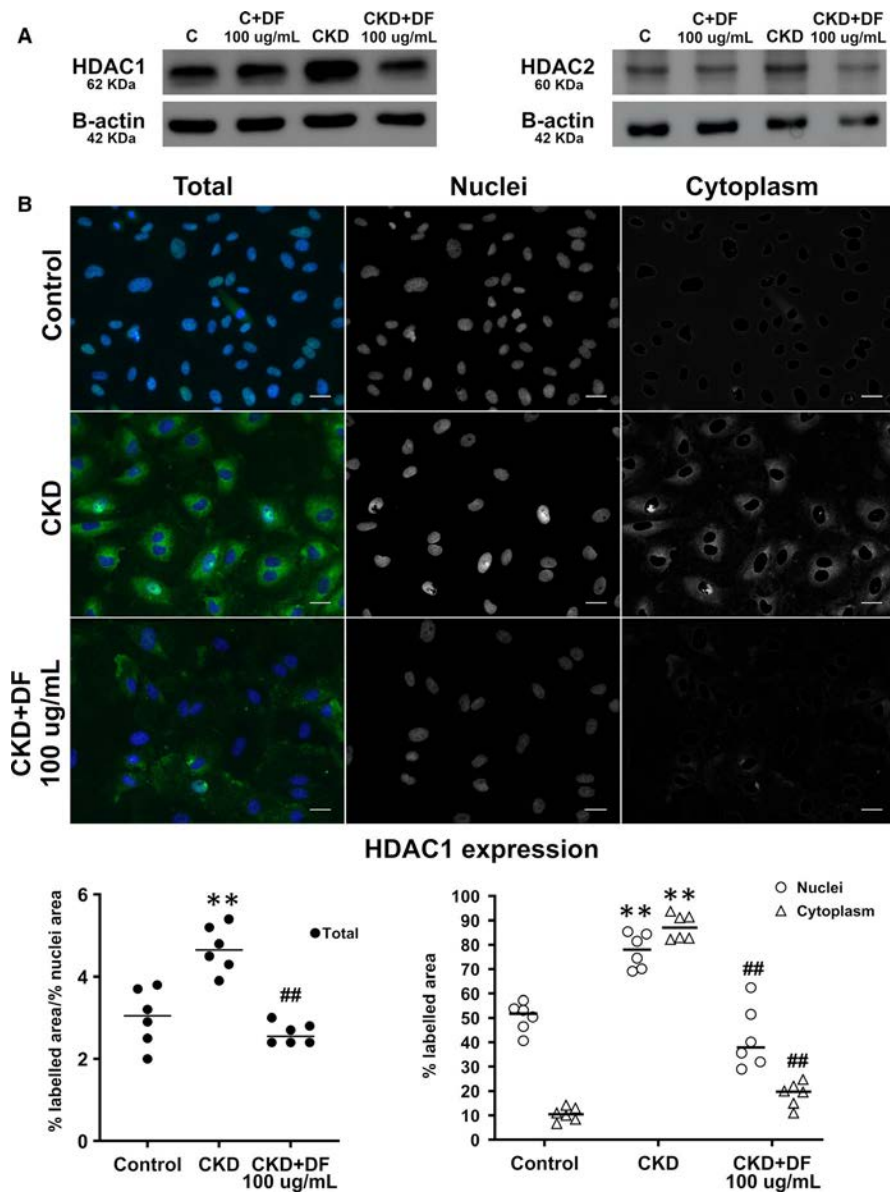 A
C
C+DF
100 ug/mL
CKD
CKD+DF
100 ug/mL
HDAC1
62 KDa
B-actin
42 KDa
C
C+DF
100 ug/mL
CKD
CKD+DF
100 ug/mL
HDAC2
60 KDa
B-actin
42 KDa
B
Total
Nuclei
Cytoplasm
Control
CKD
CKD+DF
100 ug/mL
HDAC1 expression
% labelled area/% nuclei area
6
4
2
0
**
##
Total
Control
CKD
CKD+DF
100 ug/mL
% labelled area
100
90
80
70
60
50
40
30
20
10
0
**
**
##
##
Nuclei
Cytoplasm
Control
CKD
CKD+DF
100 ug/mL